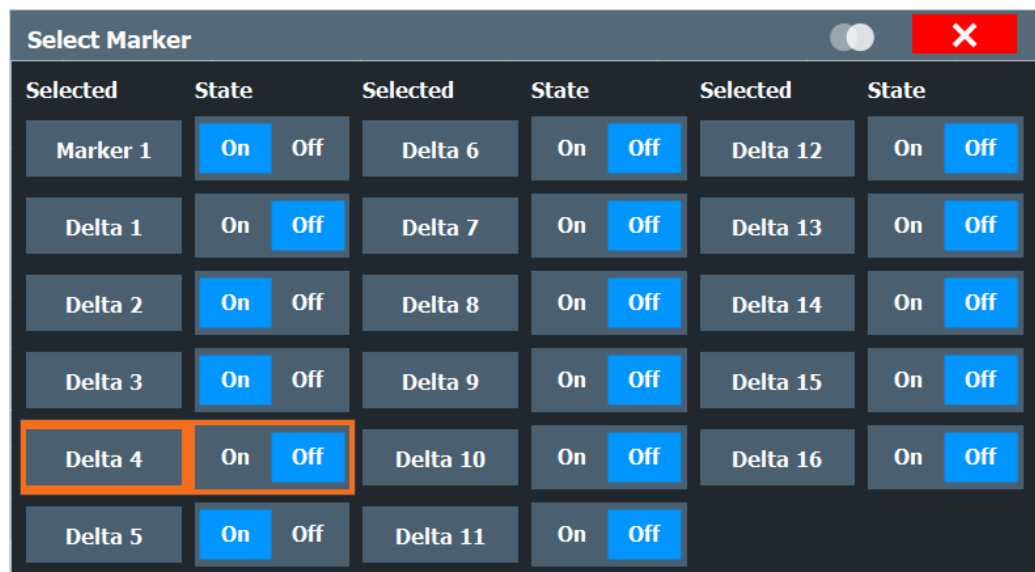 Select Marker
Selected State Selected State Selected State
Marker 1 On Off Delta 6 On Off Delta 12 On Off
Delta 1 On Off Delta 7 On Off Delta 13 On Off
Delta 2 On Off Delta 8 On Off Delta 14 On Off
Delta 3 On Off Delta 9 On Off Delta 15 On Off
Delta 4 On Off Delta 10 On Off Delta 16 On Off
Delta 5 On Off Delta 11 On Off